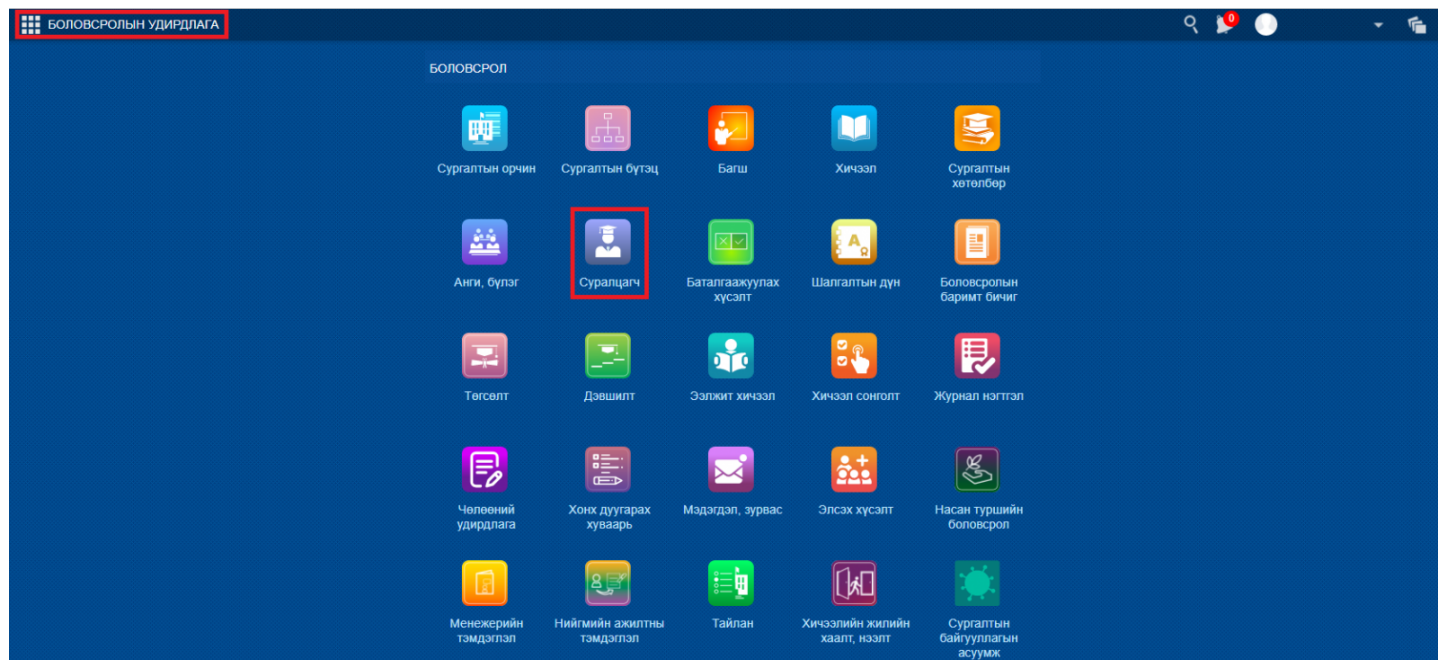 БОЛОВСРОЛЫН УДИРДЛАГА
0
БОЛОВСРОЛ
Сургалтын орчин
Сургалтын бүтэц
Багш
Хичээл
Сургалтын
хөтөлбөр
Анги, бүлэг
Суралцагч
Баталгаажуулах
хүсэлт
Шалгалтын дүн
Боловсролын
баримт бичиг
Төгсөлт
Дэвшилт
Ээлжит хичээл
Хичээл сонголт
Журнал нэгтгэл
Чөлөөний
удирдлага
Хонх дуугарах
хуваарь
Мэдэгдэл, зурвас
Элсэх хүсэлт
Насан туршийн
боловсрол
Менежерийн
тэмдэглэл
Нийгмийн ажилтны
тэмдэглэл
Тайлан
Хичээлийн жилийн
хаалт, нээлт
Сургалтын
байгууллагын
асуумж